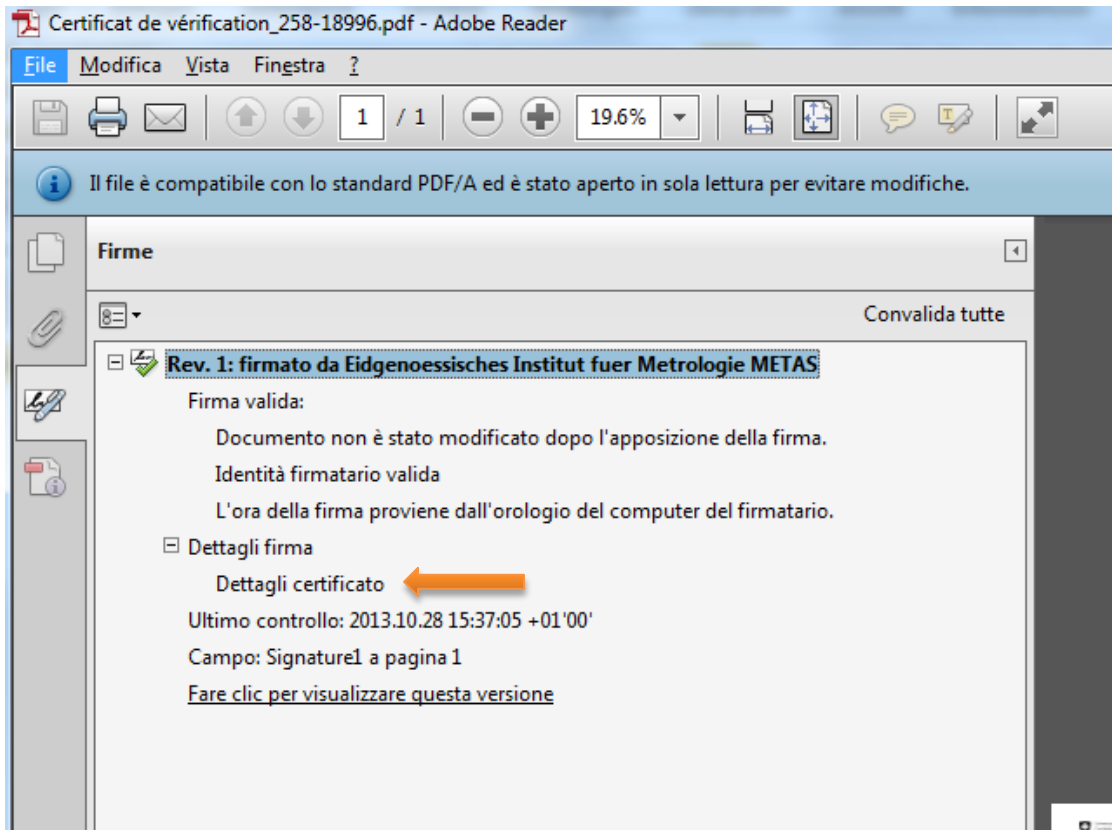 Certificat de vérification_258-18996.pdf - Adobe Reader
File Modifica Vista Finestra ?
1 / 1 19.6%
Il file è compatibile con lo standard PDF/A ed è stato aperto in sola lettura per evitare modifiche.
Firme
Convalida tutte
Rev. 1: firmato da Eidgenoessisches Institut fuer Metrologie METAS
Firma valida:
Documento non è stato modificato dopo l'apposizione della firma.
Identità firmatario valida
L'ora della firma proviene dall'orologio del computer del firmatario.
Dettagli firma
Dettagli certificato
Ultimo controllo: 2013.10.28 15:37:05 +01'00'
Campo: Signature1 a pagina 1
Fare clic per visualizzare questa versione